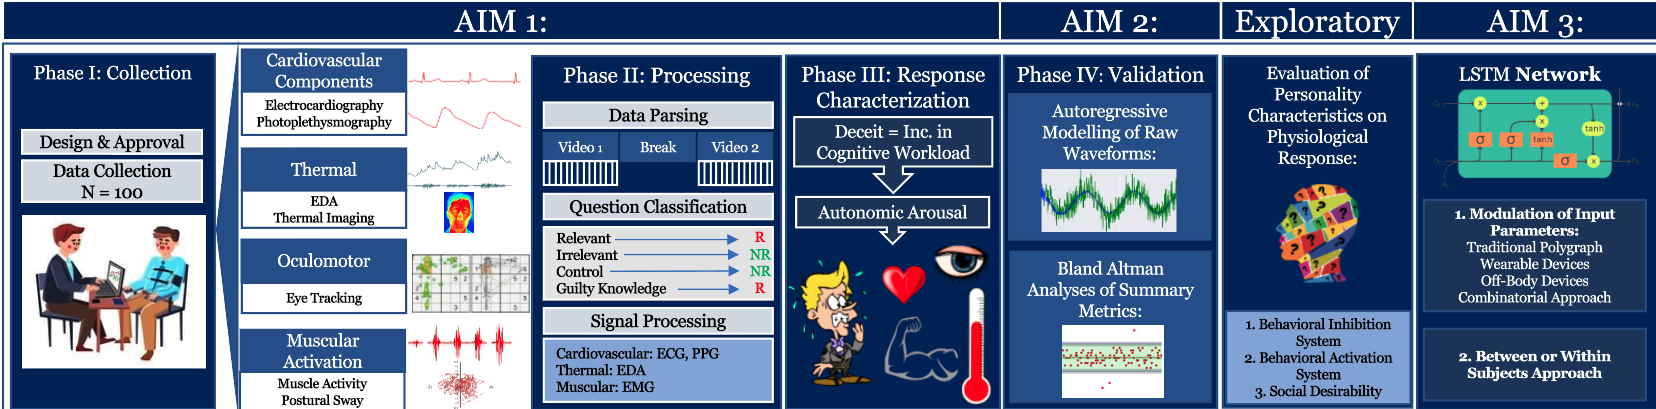 AIM 1:
AIM 2:
Exploratory
AIM 3:
Phase I: Collection
Design & Approval
Data Collection
N = 100
Cardiovascular
Components
Electrocardiography
Photoplethysmography
Thermal
EDA
Thermal Imaging
Oculomotor
Eye Tracking
Muscular
Activation
Muscle Activity
Postural Sway
Phase II: Processing
Data Parsing
Video 1
Break
Video 2
Question Classification
Relevant R
Irrelevant NR
Control NR
Guilty Knowledge R
Signal Processing
Cardiovascular: ECG, PPG
Thermal: EDA
Muscular: EMG
Phase III: Response
Characterization
Deceit = Inc. in
Cognitive Workload
Autonomic Arousal
Phase IV: Validation
Autoregressive
Modelling of Raw
Waveforms:
Bland Altman
Analyses of Summary
Metrics:
Evaluation of
Personality
Characteristics on
Physiological
Response:
1. Behavioral Inhibition
System
2. Behavioral Activation
System
3. Social Desirability
LSTM Network
x
+
x
tanh
σ
σ
tanh
σ
x
1. Modulation of Input
Parameters:
Traditional Polygraph
Wearable Devices
Off-Body Devices
Combinatorial Approach
2. Between or Within
Subjects Approach